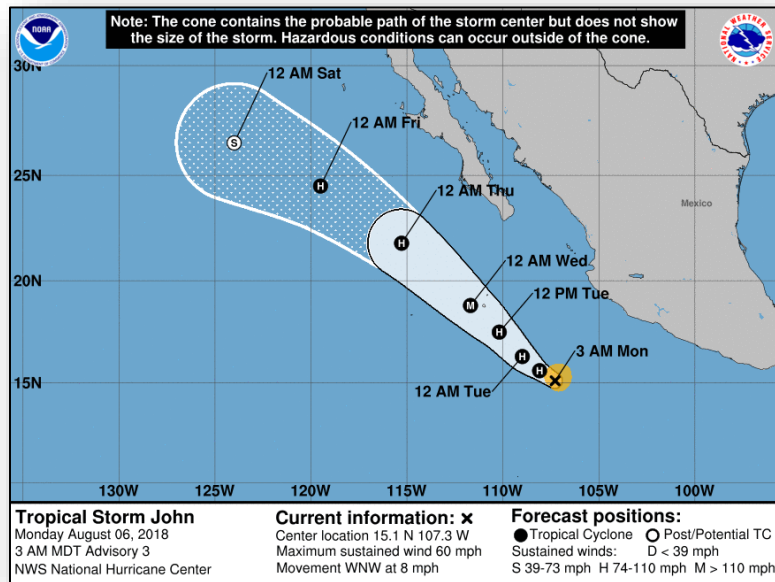 Note: The cone contains the probable path of the storm center but does not show
the size of the storm. Hazardous conditions can occur outside of the cone.
NOAA
NATIONAL WEATHER SERVICE
30N
12 AM Sat
S
12 AM Fri
H
25N
12 AM Thu
H
Mexico
20N
12 AM Wed
M
12 PM Tue
H
3 AM Mon
H
H
15N
12 AM Tue
130W 125W 120W 115W 110W 105W 100W
Tropical Storm John
Monday August 06, 2018
3 AM MDT Advisory 3
NWS National Hurricane Center
Current information: ×
Center location 15.1 N 107.3 W
Maximum sustained wind 60 mph
Movement WNW at 8 mph
Forecast positions:
● Tropical Cyclone ○ Post/Potential TC
Sustained winds: D < 39 mph
S 39-73 mph H 74-110 mph M > 110 mph